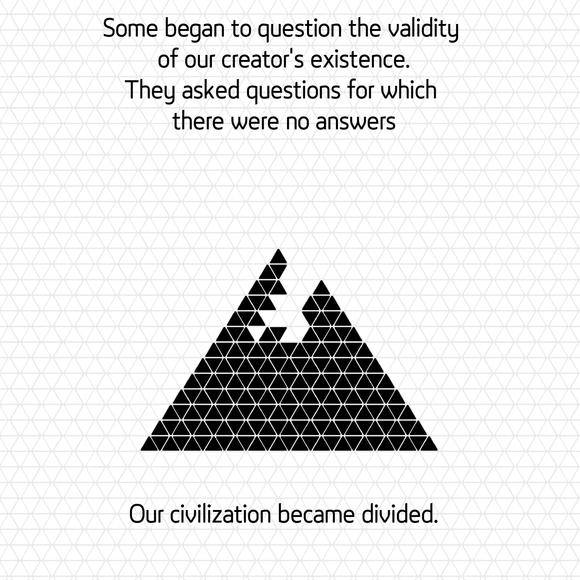 Some began to question the validity
of our creator's existence.
They asked questions for which
there were no answers
Our civilization became divided.